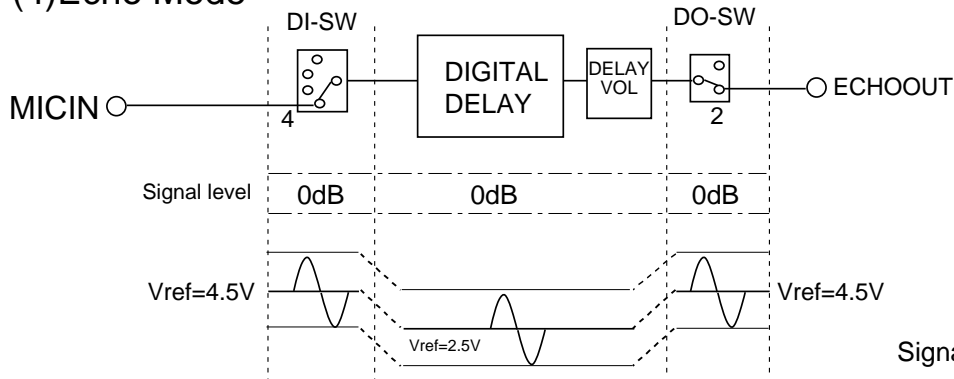 (4)Echo Mode
DI-SW
DO-SW
DIGITAL
DELAY
DELAY
VOL
MICIN
4
2
ECHOOUT
Signal level
0dB
0dB
0dB
Vref=4.5V
Vref=2.5V
Vref=4.5V